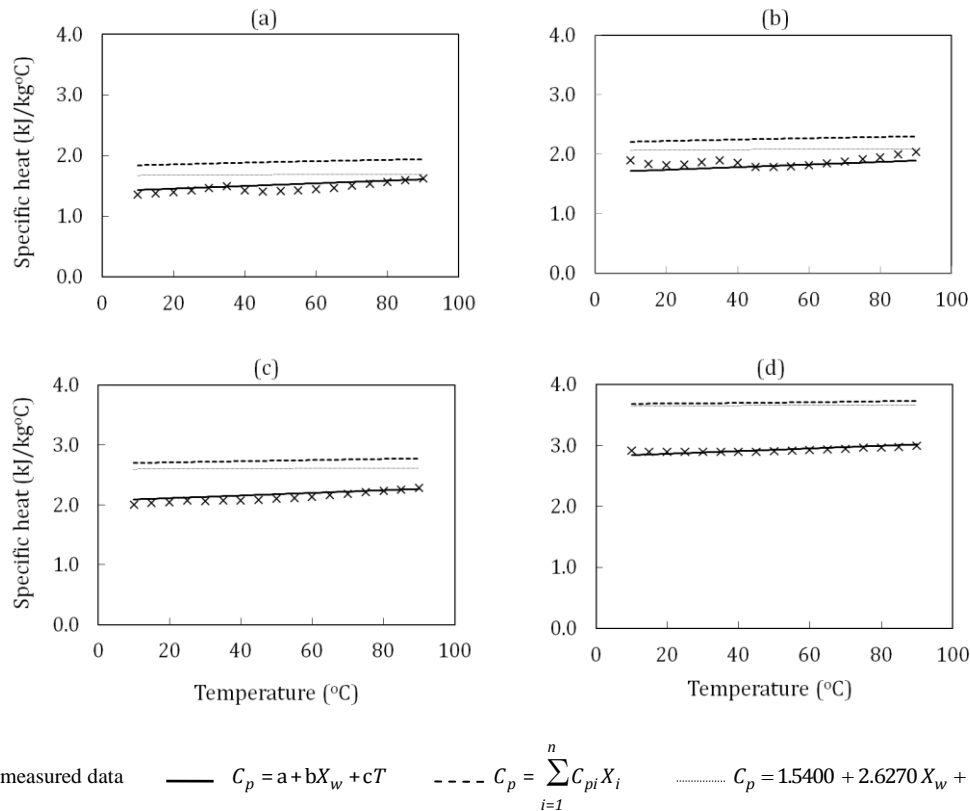 (a)
4.0
3.0
2.0
1.0
0.0
0 20 40 60 80 100
Specific heat (kJ/kg°C)
(b)
4.0
3.0
2.0
1.0
0.0
0 20 40 60 80 100
(c)
4.0
3.0
2.0
1.0
0.0
0 20 40 60 80 100
Specific heat (kJ/kg°C)
Temperature (°C)
(d)
4.0
3.0
2.0
1.0
0.0
0 20 40 60 80 100
Temperature (°C)
measured data
C_p = a + bX_w + cT
C_p = \sum_{i=1}^{n} C_{pi} X_i
C_p = 1.5400 + 2.6270 X_w +